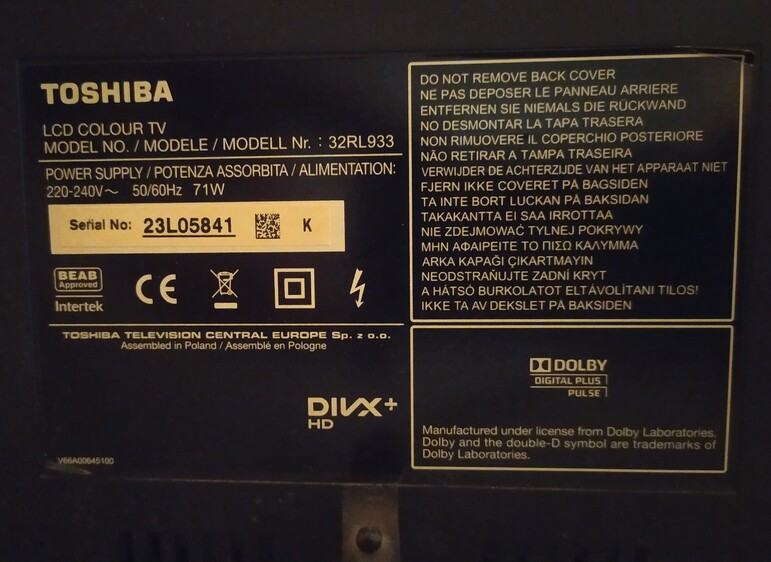 TOSHIBA
LCD COLOUR TV
MODEL NO. / MODELE / MODELL Nr. : 32RL933
POWER SUPPLY / POTENZA ASSORBITA / ALIMENTATION:
220-240V~ 50/60Hz 71W
Serial No: 23L05841 K
BEAB
Approved
Intertek
CE
TOSHIBA TELEVISION CENTRAL EUROPE Sp. z o.o.
Assembled in Poland / Assemblé en Pologne
DIVX+
HD
V66A00645100
DO NOT REMOVE BACK COVER
NE PAS DEPOSER LE PANNEAU ARRIERE
ENTFERNEN SIE NIEMALS DIE RÜCKWAND
NO DESMONTAR LA TAPA TRASERA
NON RIMUOVERE IL COPERCHIO POSTERIORE
NÃO RETIRAR A TAMPA TRASEIRA
VERWIJDER DE ACHTERZIJDE VAN HET APPARAAT NIET
FJERN IKKE COVERET PÅ BAGSIDEN
TA INTE BORT LUCKAN PÅ BAKSIDAN
TAKAKANTTA EI SAA IRROTTAA
NIE ZDEJMOWAĆ TYLNEJ POKRYWY
ΜΗΝ ΑΦΑΙΡΕΙΤΕ ΤΟ ΠΙΣΩ ΚΑΛΥΜΜΑ
ARKA KAPAĞI ÇIKARTMAYIN
NEODSTRAŇUJTE ZADNÍ KRYT
A HÁTSÓ BURKOLATOT ELTÁVOLÍTANI TILOS!
IKKE TA AV DEKSLET PÅ BAKSIDEN
DOLBY
DIGITAL PLUS
PULSE
Manufactured under license from Dolby Laboratories.
Dolby and the double-D symbol are trademarks of
Dolby Laboratories.